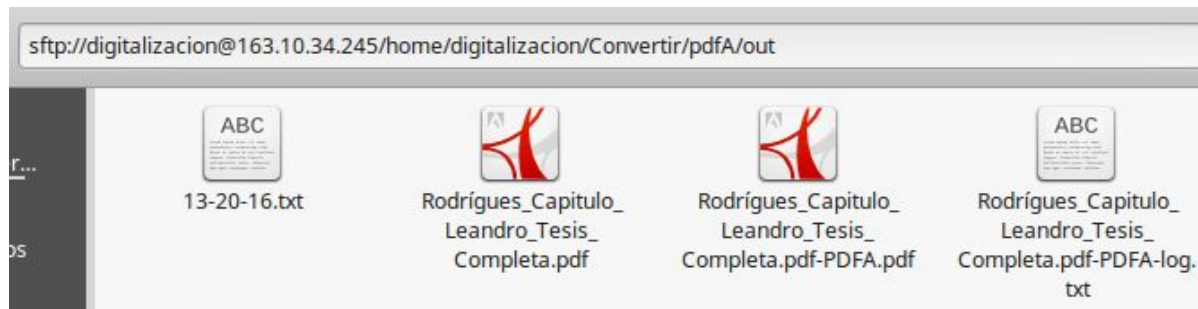 sftp://digitalizacion@163.10.34.245/home/digitalizacion/Convertir/pdfA/out
r...
os
ABC
13-20-16.txt
Rodrígues_Capitulo_
Leandro_Tesis_
Completa.pdf
Rodrígues_Capitulo_
Leandro_Tesis_
Completa.pdf-PDFA.pdf
ABC
Rodrígues_Capitulo_
Leandro_Tesis_
Completa.pdf-PDFA-log.
txt